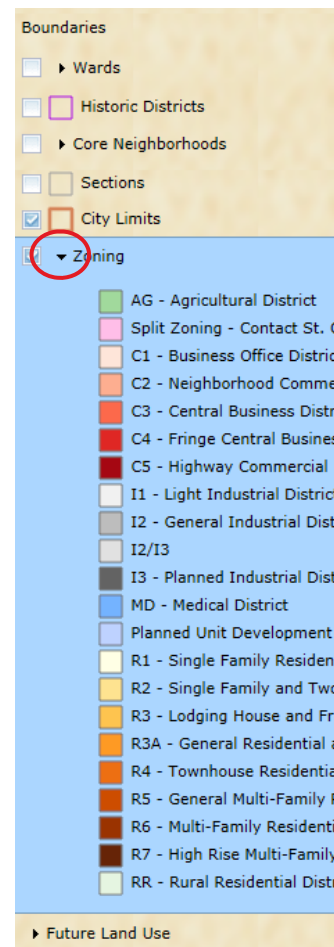 Boundaries
Wards
Historic Districts
Core Neighborhoods
Sections
City Limits
Zoning
AG - Agricultural District
Split Zoning - Contact St.
C1 - Business Office Distric
C2 - Neighborhood Comme
C3 - Central Business Distr
C4 - Fringe Central Busines
C5 - Highway Commercial
I1 - Light Industrial District
I2 - General Industrial Dist
I2/I3
I3 - Planned Industrial Dist
MD - Medical District
Planned Unit Development
R1 - Single Family Residen
R2 - Single Family and Two
R3 - Lodging House and Fr
R3A - General Residential
R4 - Townhouse Residentia
R5 - General Multi-Family
R6 - Multi-Family Residenti
R7 - High Rise Multi-Family
RR - Rural Residential Distr
Future Land Use